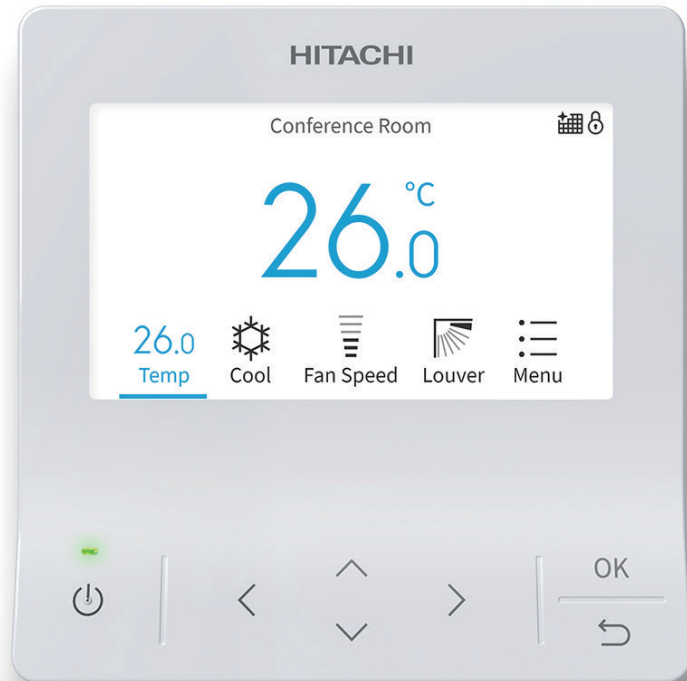 HITACHI
Conference Room
26.0 °C
26.0
Temp
Cool
Fan Speed
Louver
Menu
OK